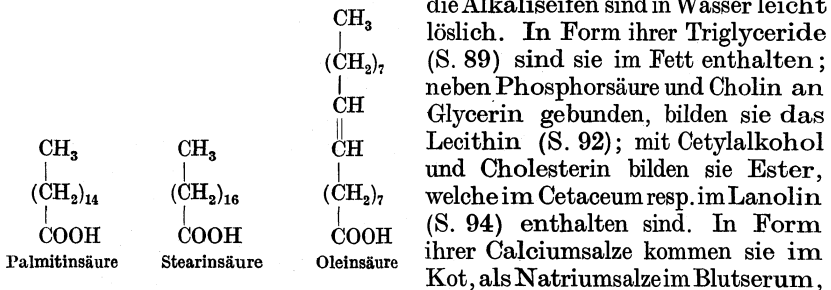 CH₃
(CH₂)₁₄
COOH
Palmitinsäure
CH₃
(CH₂)₁₆
COOH
Stearinsäure
CH₃
(CH₂)₇
CH
CH
(CH₂)₇
COOH
Oleinsäure
die Alkaliseifen sind in Wasser leicht
löslich. In Form ihrer Triglyceride
(S. 89) sind sie im Fett enthalten;
neben Phosphorsäure und Cholin an
Glycerin gebunden, bilden sie das
Lecithin (S. 92); mit Cetylalkohol
und Cholesterin bilden sie Ester,
welche im Cetaceum resp. im Lanolin
(S. 94) enthalten sind. In Form
ihrer Calciumsalze kommen sie im
Kot, als Natriumsalze im Blutserum,